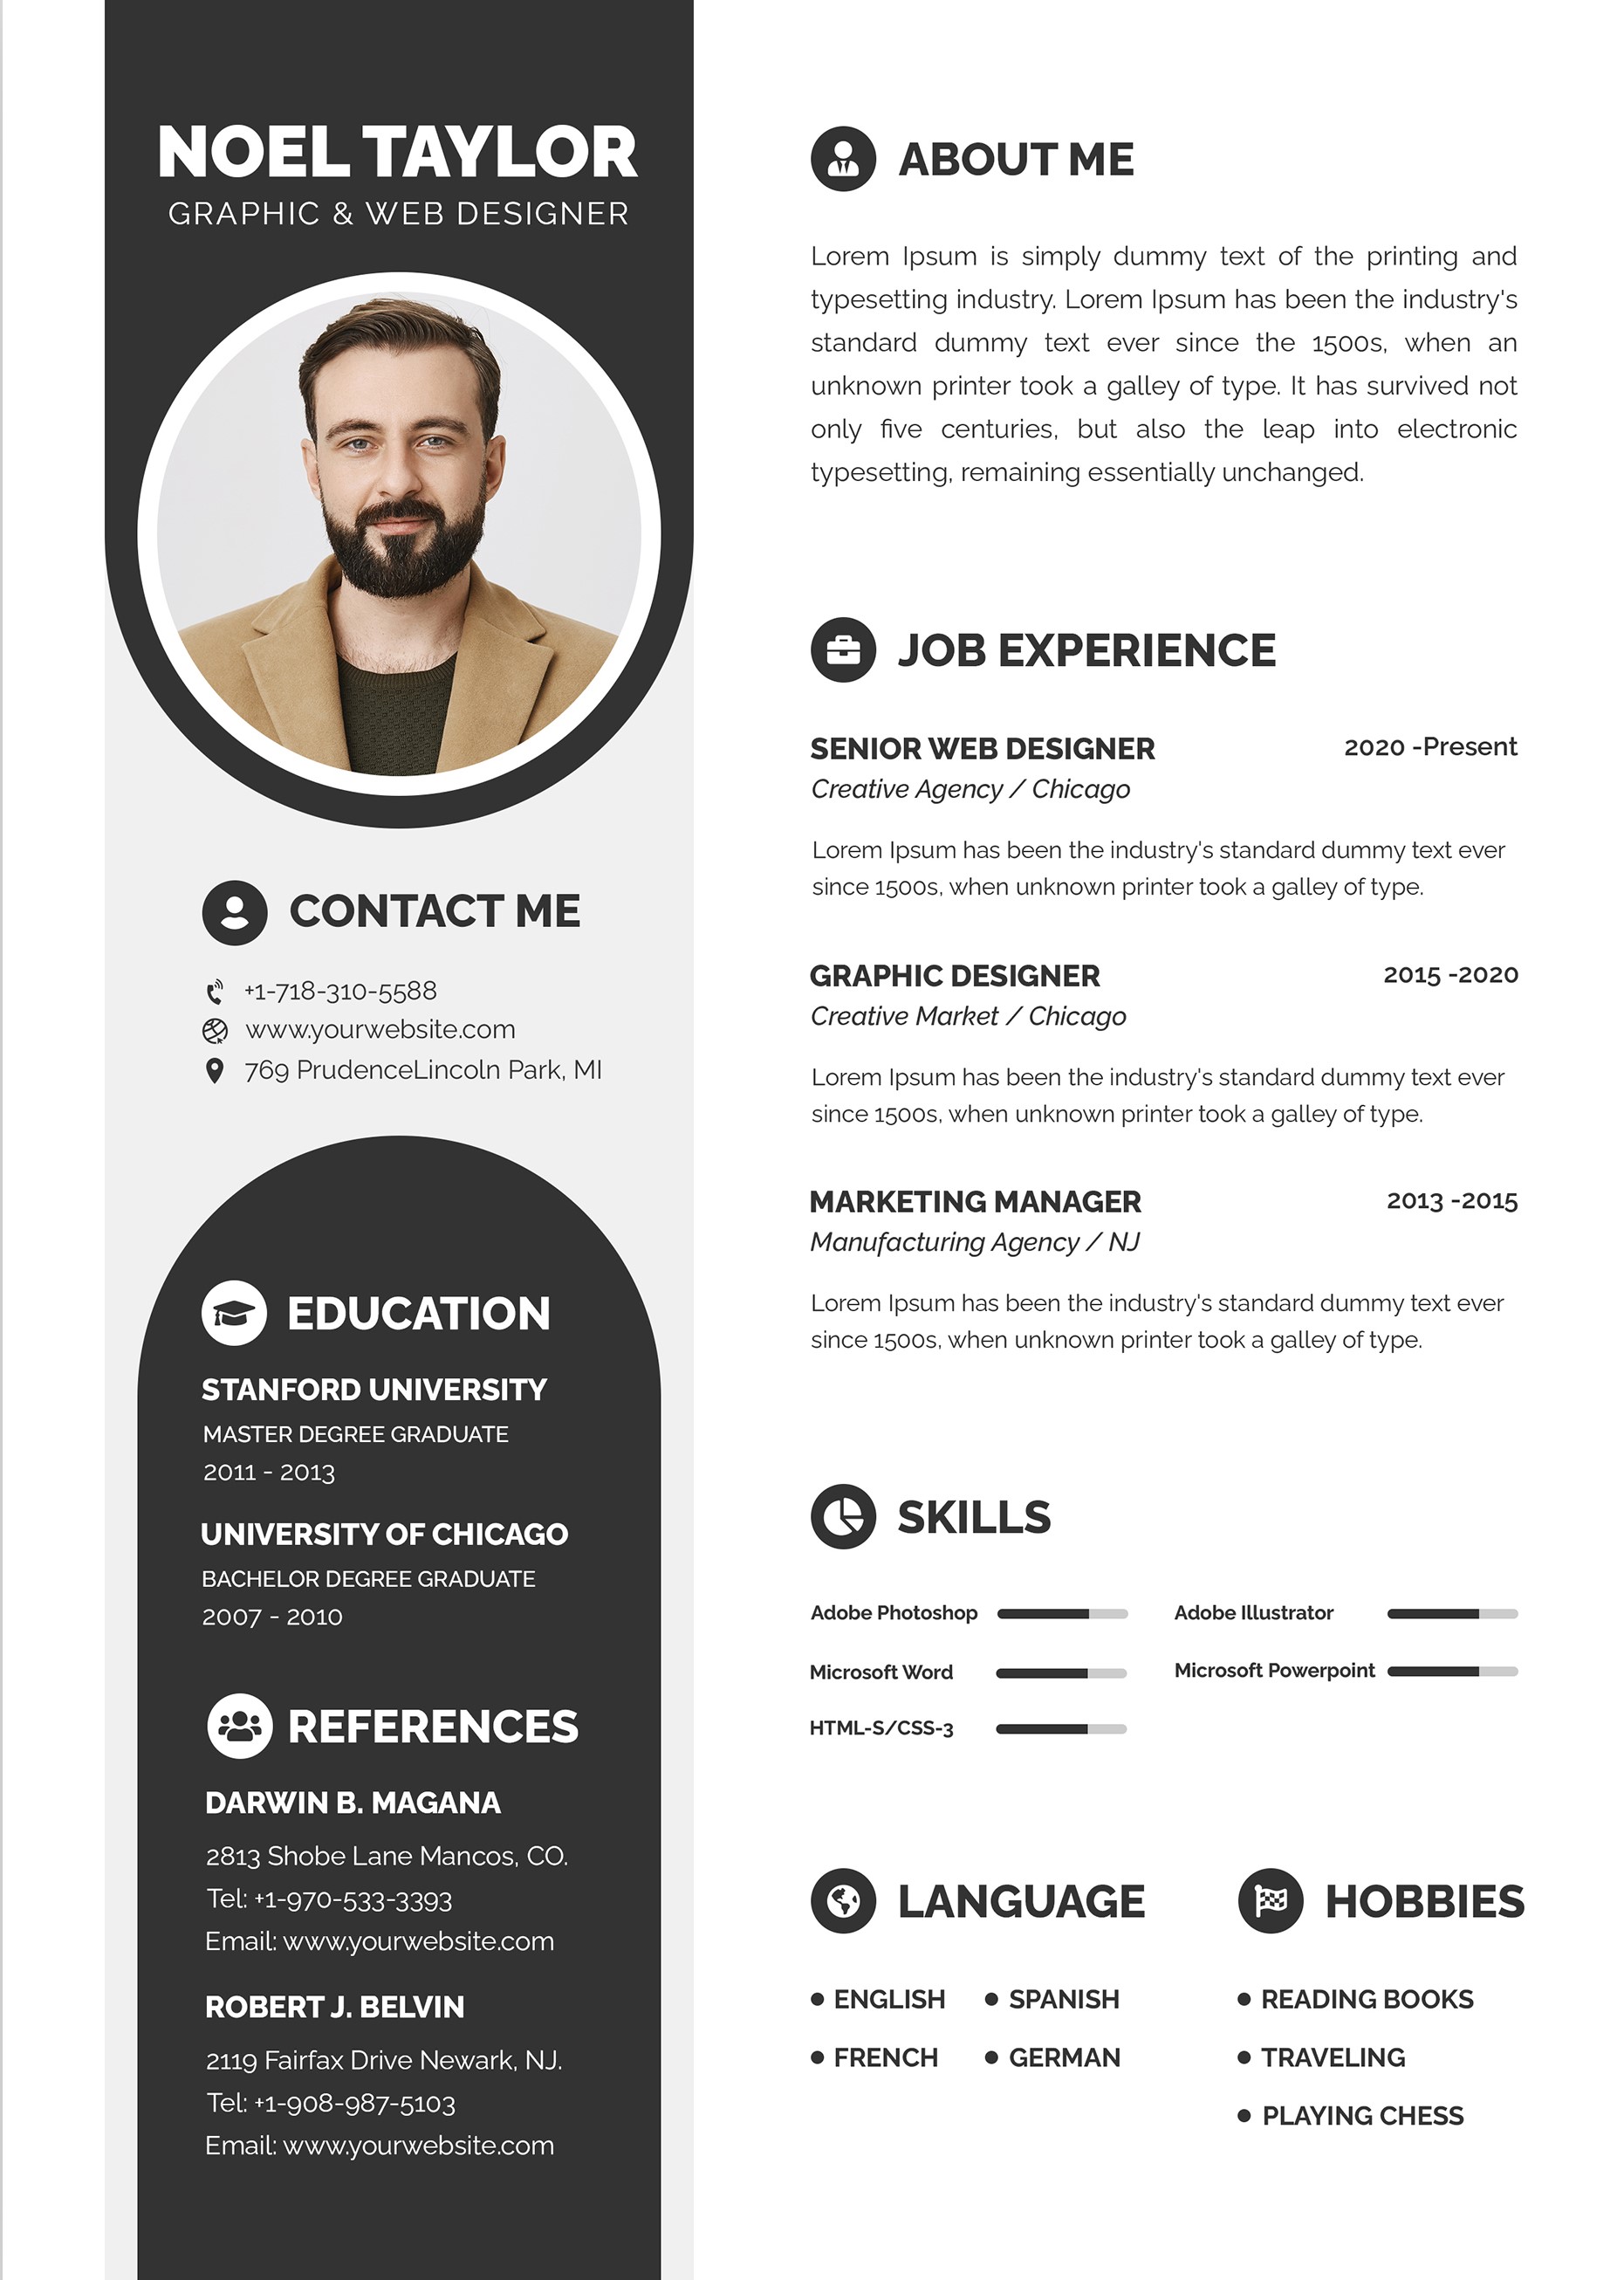 NOEL TAYLOR
GRAPHIC & WEB DESIGNER
CONTACT ME
+1-718-310-5588
www.yourwebsite.com
769 PrudenceLincoln Park, MI
EDUCATION
STANFORD UNIVERSITY
MASTER DEGREE GRADUATE
2011 - 2013
UNIVERSITY OF CHICAGO
BACHELOR DEGREE GRADUATE
2007 - 2010
REFERENCES
DARWIN B. MAGANA
2813 Shobe Lane Mancos, CO.
Tel: +1-970-533-3393
Email: www.yourwebsite.com
ROBERT J. BELVIN
2119 Fairfax Drive Newark, NJ.
Tel: +1-908-987-5103
Email: www.yourwebsite.com
ABOUT ME
Lorem Ipsum is simply dummy text of the printing and
typesetting industry. Lorem Ipsum has been the industry's
standard dummy text ever since the 1500s, when an
unknown printer took a galley of type. It has survived not
only five centuries, but also the leap into electronic
typesetting, remaining essentially unchanged.
JOB EXPERIENCE
SENIOR WEB DESIGNER 2020 -Present
Creative Agency / Chicago
Lorem Ipsum has been the industry's standard dummy text ever
since 1500s, when unknown printer took a galley of type.
GRAPHIC DESIGNER 2015 -2020
Creative Market / Chicago
Lorem Ipsum has been the industry's standard dummy text ever
since 1500s, when unknown printer took a galley of type.
MARKETING MANAGER 2013 -2015
Manufacturing Agency / NJ
Lorem Ipsum has been the industry's standard dummy text ever
since 1500s, when unknown printer took a galley of type.
SKILLS
Adobe Photoshop Adobe Illustrator
Microsoft Word Microsoft Powerpoint
HTML-S/CSS-3
LANGUAGE
• ENGLISH • SPANISH
• FRENCH • GERMAN
HOBBIES
• READING BOOKS
• TRAVELING
• PLAYING CHESS